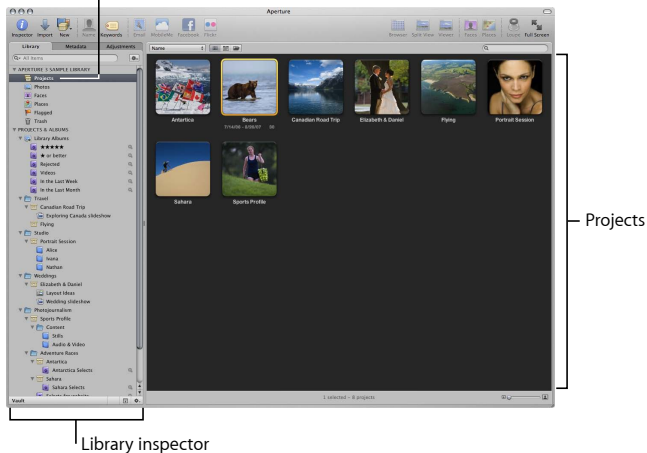 Aperture
Inspector Import New Name Keywords Email MobileMe Facebook Flickr Browser Split View Viewer Faces Places Loupe Full Screen
Library Metadata Adjustments
All Items
Name
APERTURE 3 SAMPLE LIBRARY
Projects
Photos
Faces
Places
Flagged
Trash
PROJECTS & ALBUMS
Library Albums
★★★★★
★ or better
Rejected
Videos
In the Last Week
In the Last Month
Travel
Canadian Road Trip
Exploring Canada slideshow
Flying
Studio
Portrait Session
Alice
Ivana
Nathan
Weddings
Elizabeth & Daniel
Layout Ideas
Wedding slideshow
Photojournalism
Sports Profile
Content
Stills
Audio & Video
Adventure Races
Antartica
Antarctica Selects
Sahara
Sahara Selects
Vault
Antartica
Bears
Canadian Road Trip
Elizabeth & Daniel
Flying
Portrait Session
Sahara
Sports Profile
1 selected – 8 projects
Projects
Library inspector